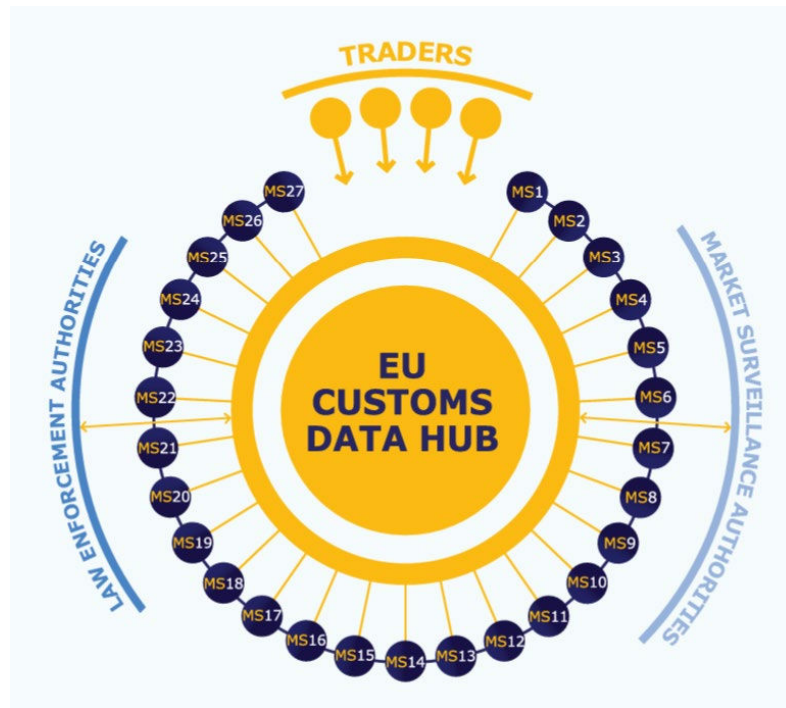 TRADERS
MS27
MS1
MS26
MS2
MS25
MS3
MS24
MS4
MS23
MS5
MS22
MS6
MS21
MS7
MS20
MS8
MS19
MS9
MS18
MS10
MS17
MS11
MS16
MS12
MS15
MS13
MS14
LAW ENFORCEMENT AUTHORITIES
EU
CUSTOMS
DATA HUB
MARKET SURVEILLANCE AUTHORITIES